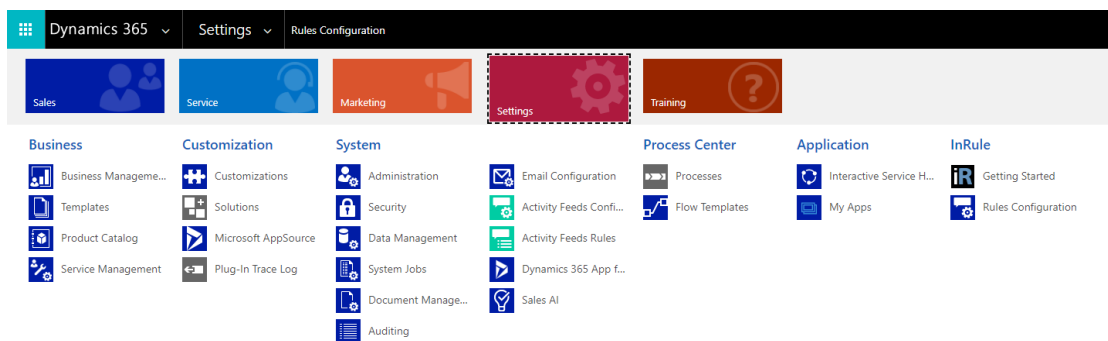 Dynamics 365 Settings Rules Configuration
Sales Service Marketing Settings Training
Business Customization System Process Center Application InRule
Business Manageme... Customizations Administration Email Configuration Processes Interactive Service H... iR Getting Started
Templates Solutions Security Activity Feeds Confi... Flow Templates My Apps Rules Configuration
Product Catalog Microsoft AppSource Data Management Activity Feeds Rules
Service Management Plug-In Trace Log System Jobs Dynamics 365 App f...
Document Manage... Sales AI
Auditing